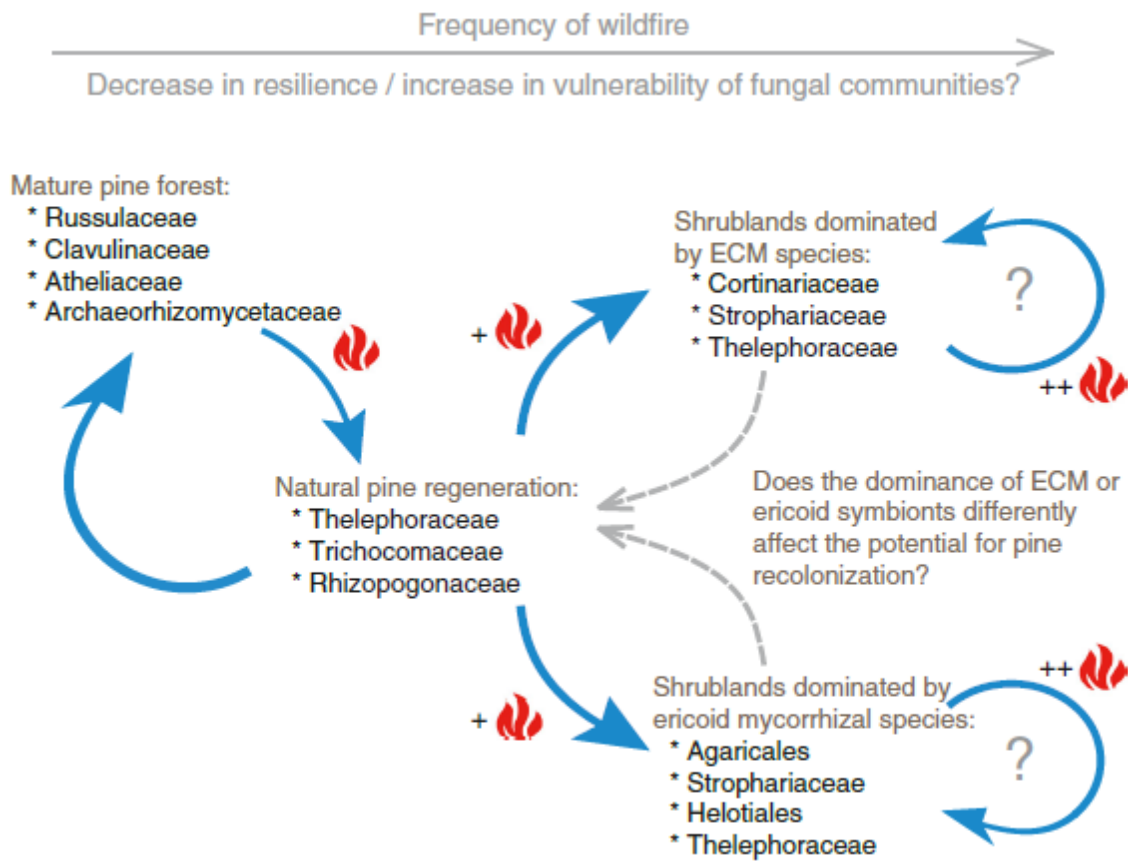 Frequency of wildfire
Decrease in resilience / increase in vulnerability of fungal communities?
Mature pine forest:
* Russulaceae
* Clavulinaceae
* Atheliaceae
* Archaeorhizomycetaceae
+
Shrublands dominated
by ECM species:
* Cortinariaceae
* Strophariaceae
* Thelephoraceae
?
++
Natural pine regeneration:
* Thelephoraceae
* Trichocomaceae
* Rhizopogonaceae
Does the dominance of ECM or
ericoid symbionts differently
affect the potential for pine
recolonization?
+
Shrublands dominated by
ericoid mycorrhizal species:
* Agaricales
* Strophariaceae
* Helotiales
* Thelephoraceae
++
?